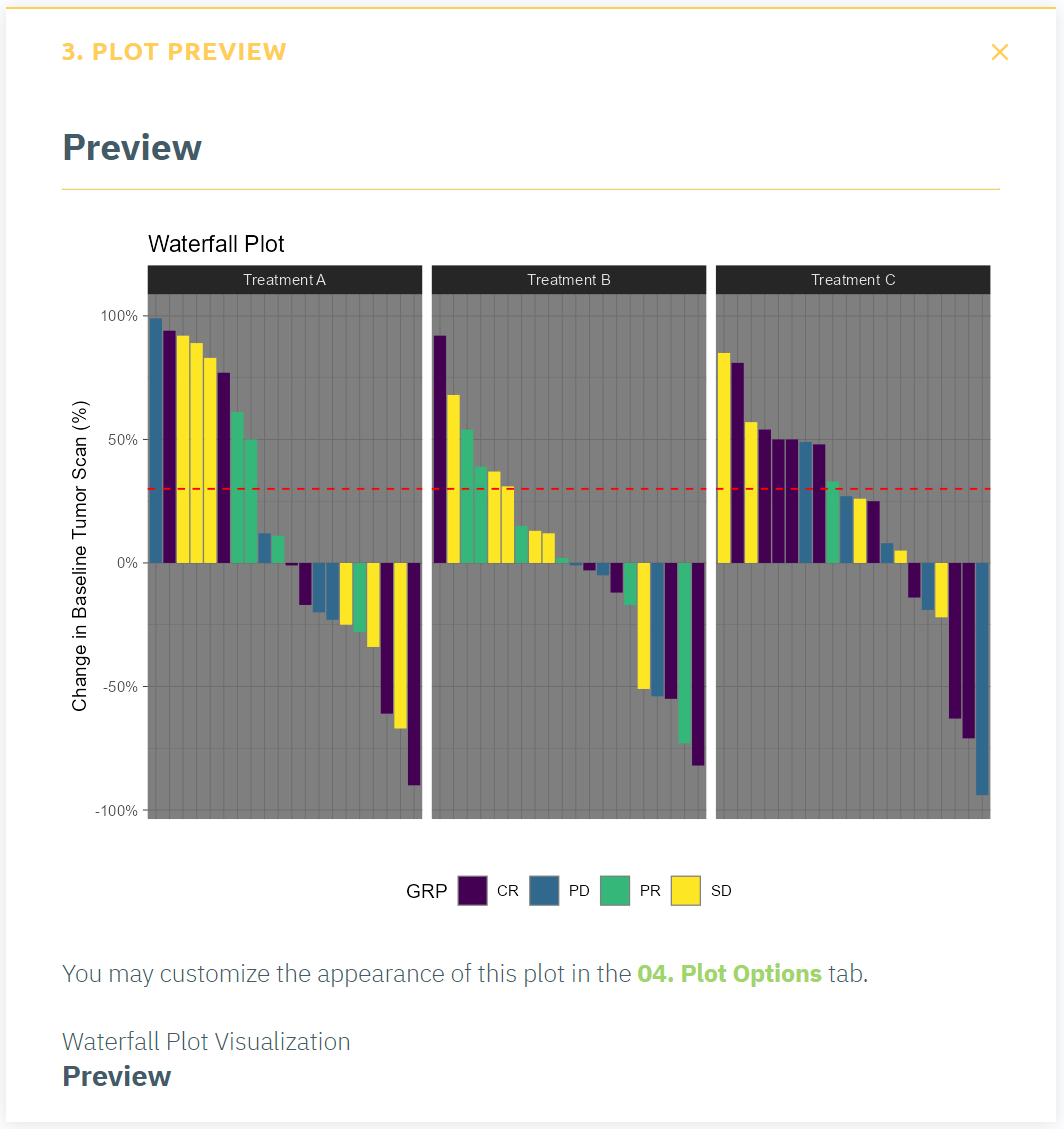 3. PLOT PREVIEW
Preview
Waterfall Plot
Treatment A
Treatment B
Treatment C
Change in Baseline Tumor Scan (%)
100%
50%
0%
-50%
-100%
GRP CR PD PR SD
You may customize the appearance of this plot in the 04. Plot Options tab.
Waterfall Plot Visualization
Preview